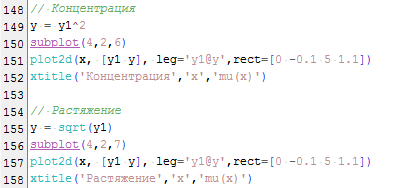 148 // Концентрация
149 y = y1^2
150 subplot(4,2,6)
151 plot2d(x, [y1 y], leg='y1@y',rect=[0 -0.1 5 1.1])
152 xtitle('Концентрация','x','mu(x)')
153
154 // Растяжение
155 y = sqrt(y1)
156 subplot(4,2,7)
157 plot2d(x, [y1 y], leg='y1@y',rect=[0 -0.1 5 1.1])
158 xtitle('Растяжение','x','mu(x)')